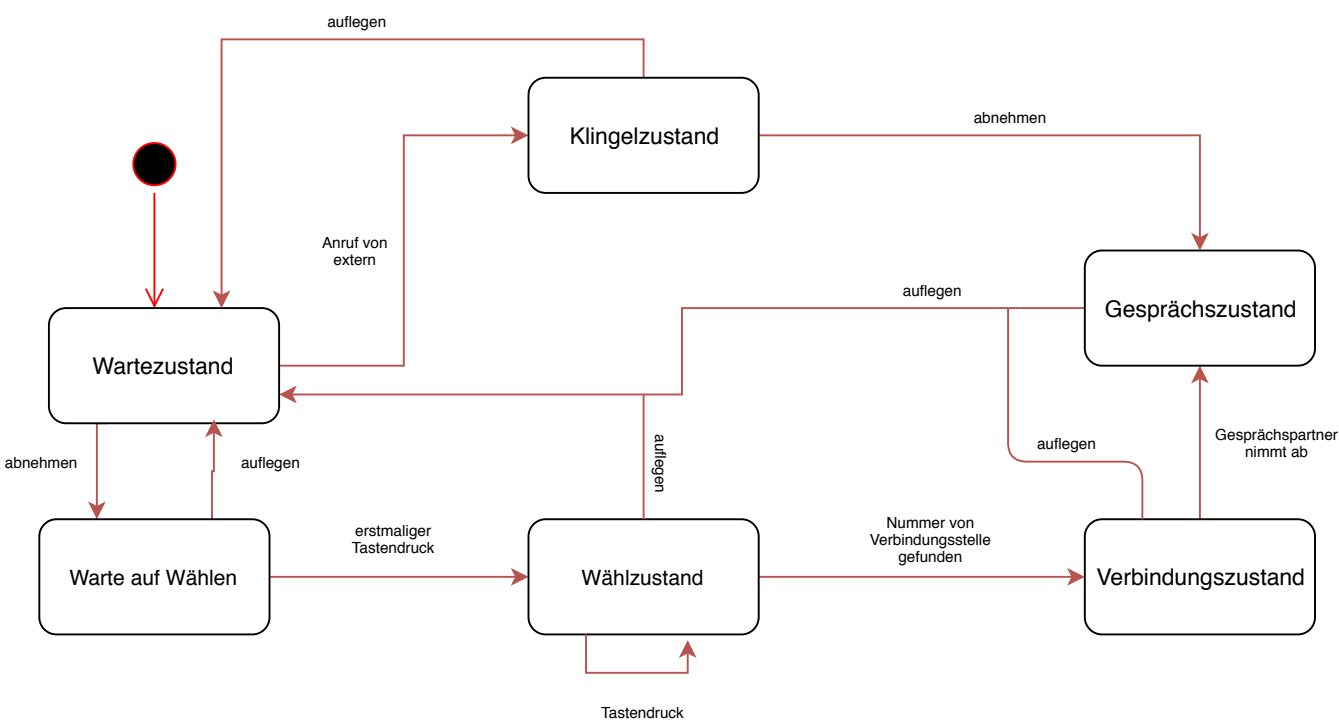 auflegen
Klingelzustand
abnehmen
Anruf von
extern
auflegen
Gesprächszustand
Wartezustand
abnehmen
auflegen
auflegen
auflegen
Gesprächspartner
nimmt ab
erstmaliger
Tastendruck
Nummer von
Verbindungsstelle
gefunden
Warte auf Wählen
Wählzustand
Verbindungszustand
Tastendruck